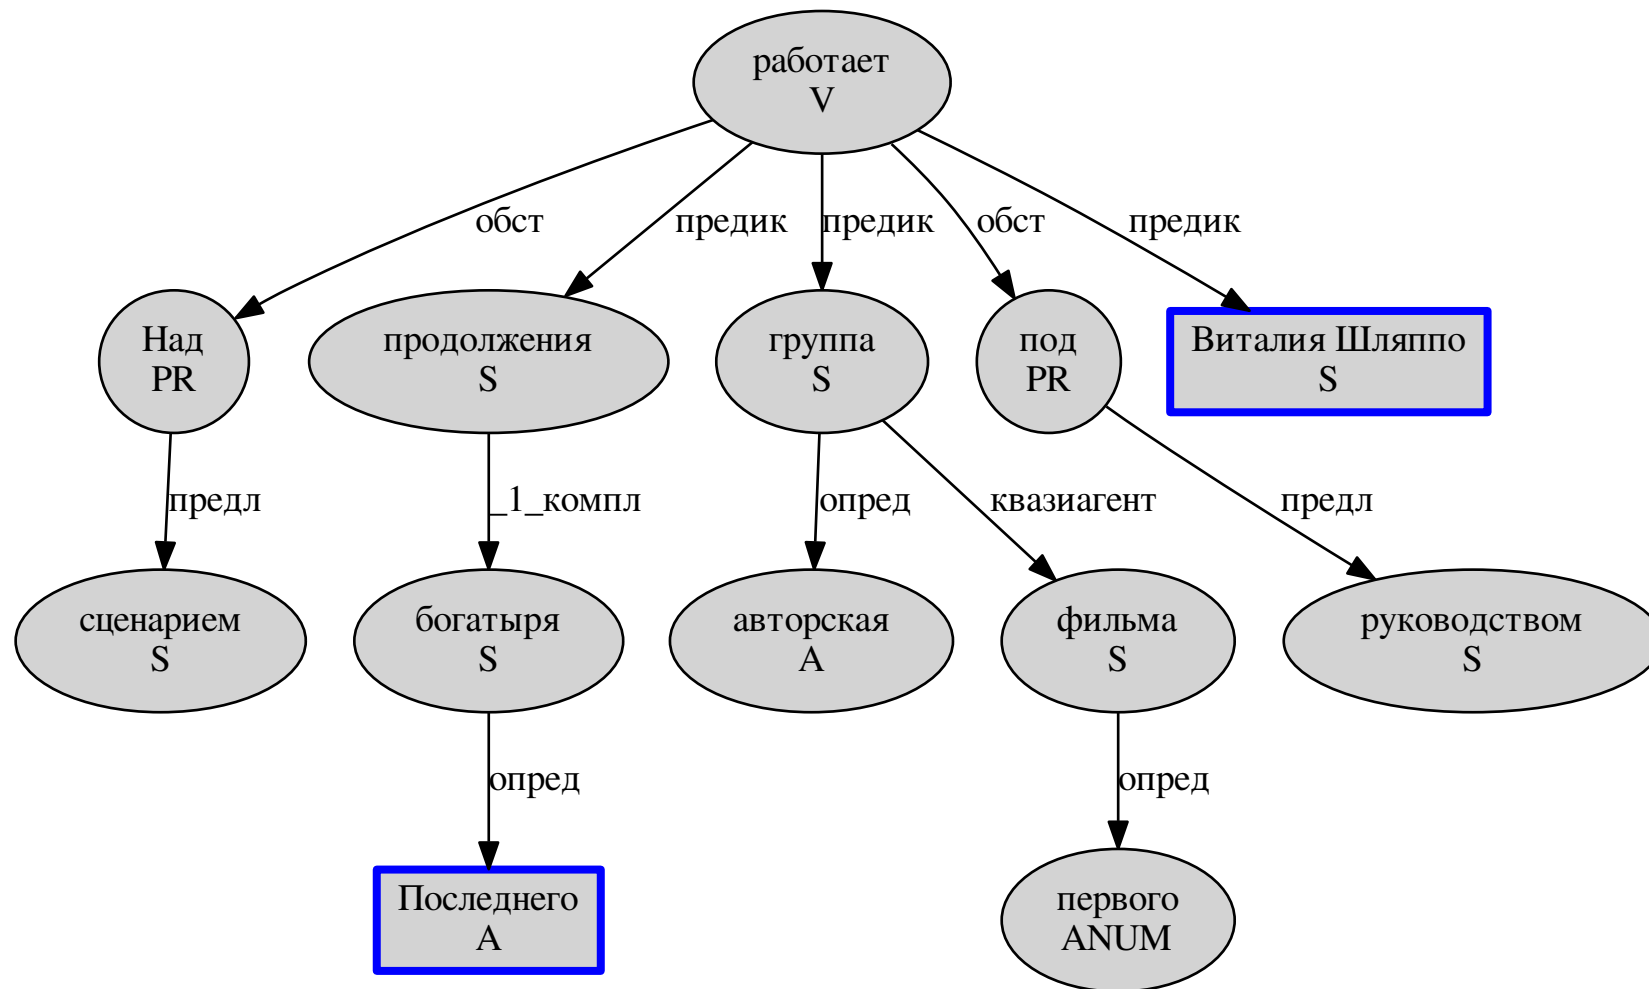 работает
V
обст
предик
предик
обст
предик
Над
PR
продолжения
S
группа
S
под
PR
Виталия Шляппо
S
предл
_1_компл
опред
квазиагент
предл
сценарием
S
богатыря
S
авторская
A
фильма
S
руководством
S
опред
опред
Последнего
A
первого
ANUM